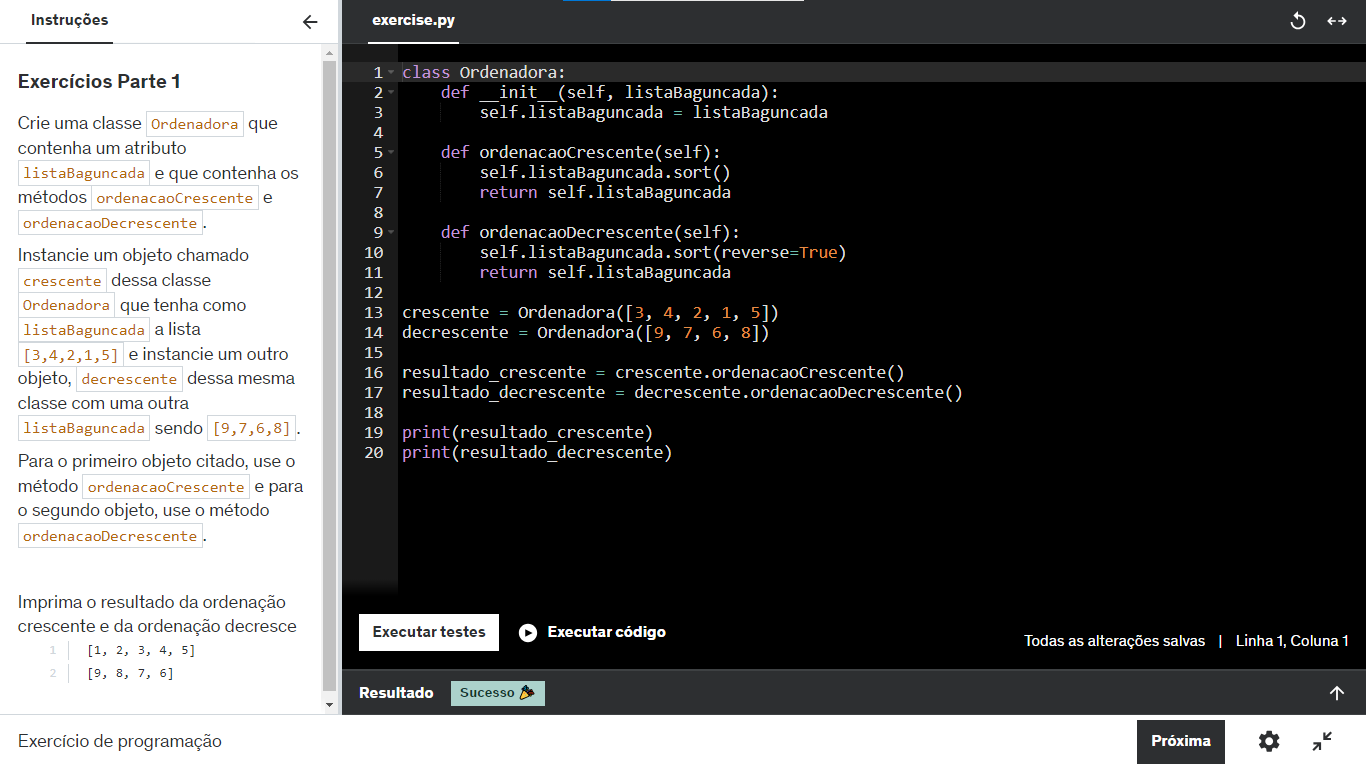 Instruções
Exercícios Parte 1
Crie uma classe Ordenadora que
contenha um atributo
listaBaguncada e que contenha os
métodos ordenacaoCrescente e
ordenacaoDecrescente.
Instancie um objeto chamado
crescente dessa classe
Ordenadora que tenha como
listaBaguncada a lista
[3,4,2,1,5] e instancie um outro
objeto, decrescente dessa mesma
classe com uma outra
listaBaguncada sendo [9,7,6,8].
Para o primeiro objeto citado, use o
método ordenacaoCrescente e para
o segundo objeto, use o método
ordenacaoDecrescente.
Imprima o resultado da ordenação
crescente e da ordenação decresce
1 [1, 2, 3, 4, 5]
2 [9, 8, 7, 6]
exercise.py
1 class Ordenadora:
2     def __init__(self, listaBaguncada):
3         self.listaBaguncada = listaBaguncada
4
5     def ordenacaoCrescente(self):
6         self.listaBaguncada.sort()
7         return self.listaBaguncada
8
9     def ordenacaoDecrescente(self):
10         self.listaBaguncada.sort(reverse=True)
11         return self.listaBaguncada
12
13 crescente = Ordenadora([3, 4, 2, 1, 5])
14 decrescente = Ordenadora([9, 7, 6, 8])
15
16 resultado_crescente = crescente.ordenacaoCrescente()
17 resultado_decrescente = decrescente.ordenacaoDecrescente()
18
19 print(resultado_crescente)
20 print(resultado_decrescente)
Executar testes
Executar código
Todas as alterações salvas | Linha 1, Coluna 1
Resultado
Sucesso
Exercício de programação
Próxima